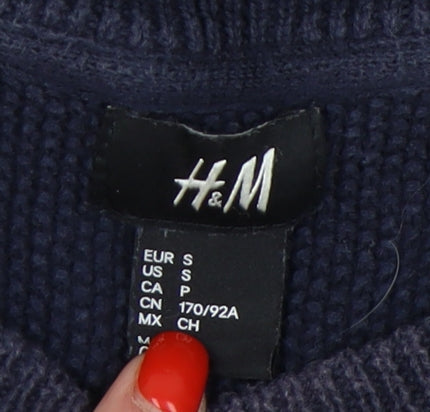 H&M
EUR S
US S
CA P
CN 170/92A
MX CH